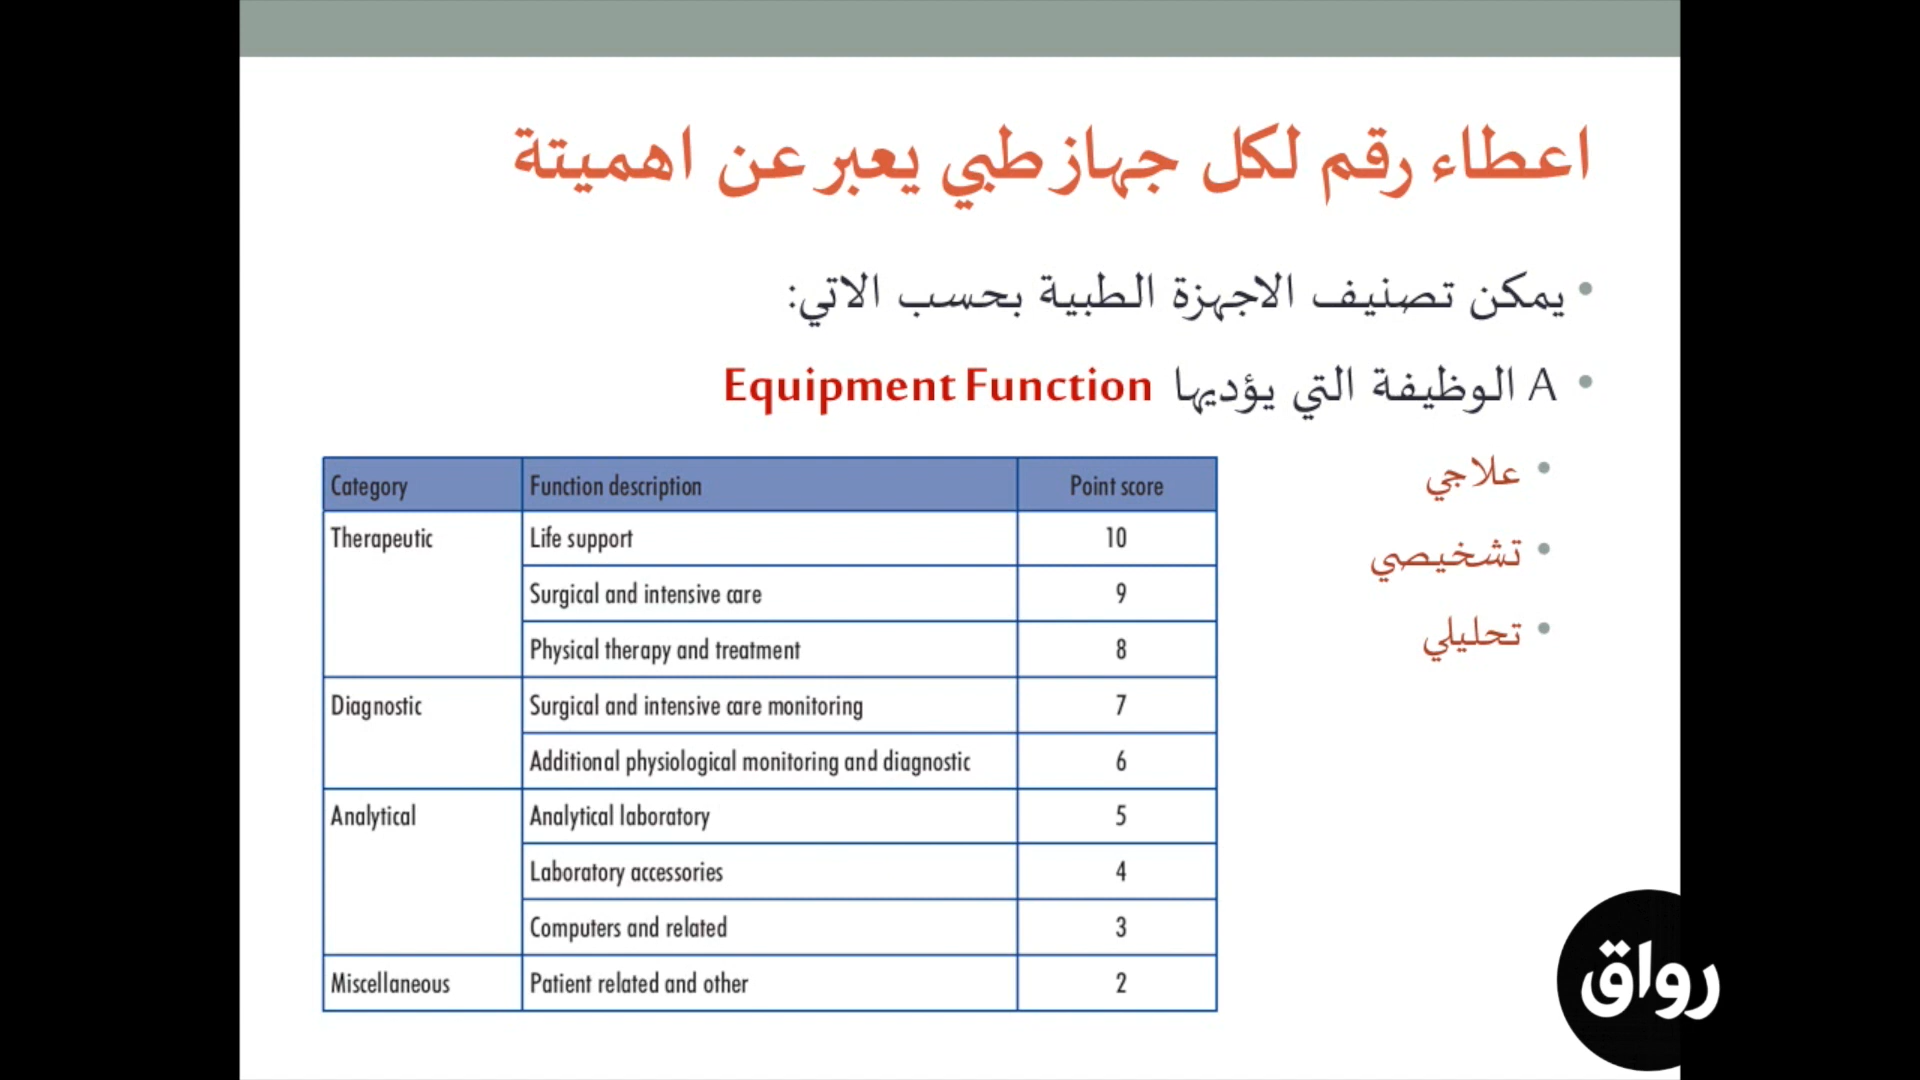 اعطاء رقم لكل جهاز طبي يعبر عن اهميتة
• يمكن تصنيف الاجهزة الطبية بحسب الاتي:
• A الوظيفة التي يؤديها Equipment Function
• علاجي
• تشخيصي
• تحليلي
Category Function description Point score
Therapeutic Life support 10
Surgical and intensive care 9
Physical therapy and treatment 8
Diagnostic Surgical and intensive care monitoring 7
Additional physiological monitoring and diagnostic 6
Analytical Analytical laboratory 5
Laboratory accessories 4
Computers and related 3
Miscellaneous Patient related and other 2
رواق